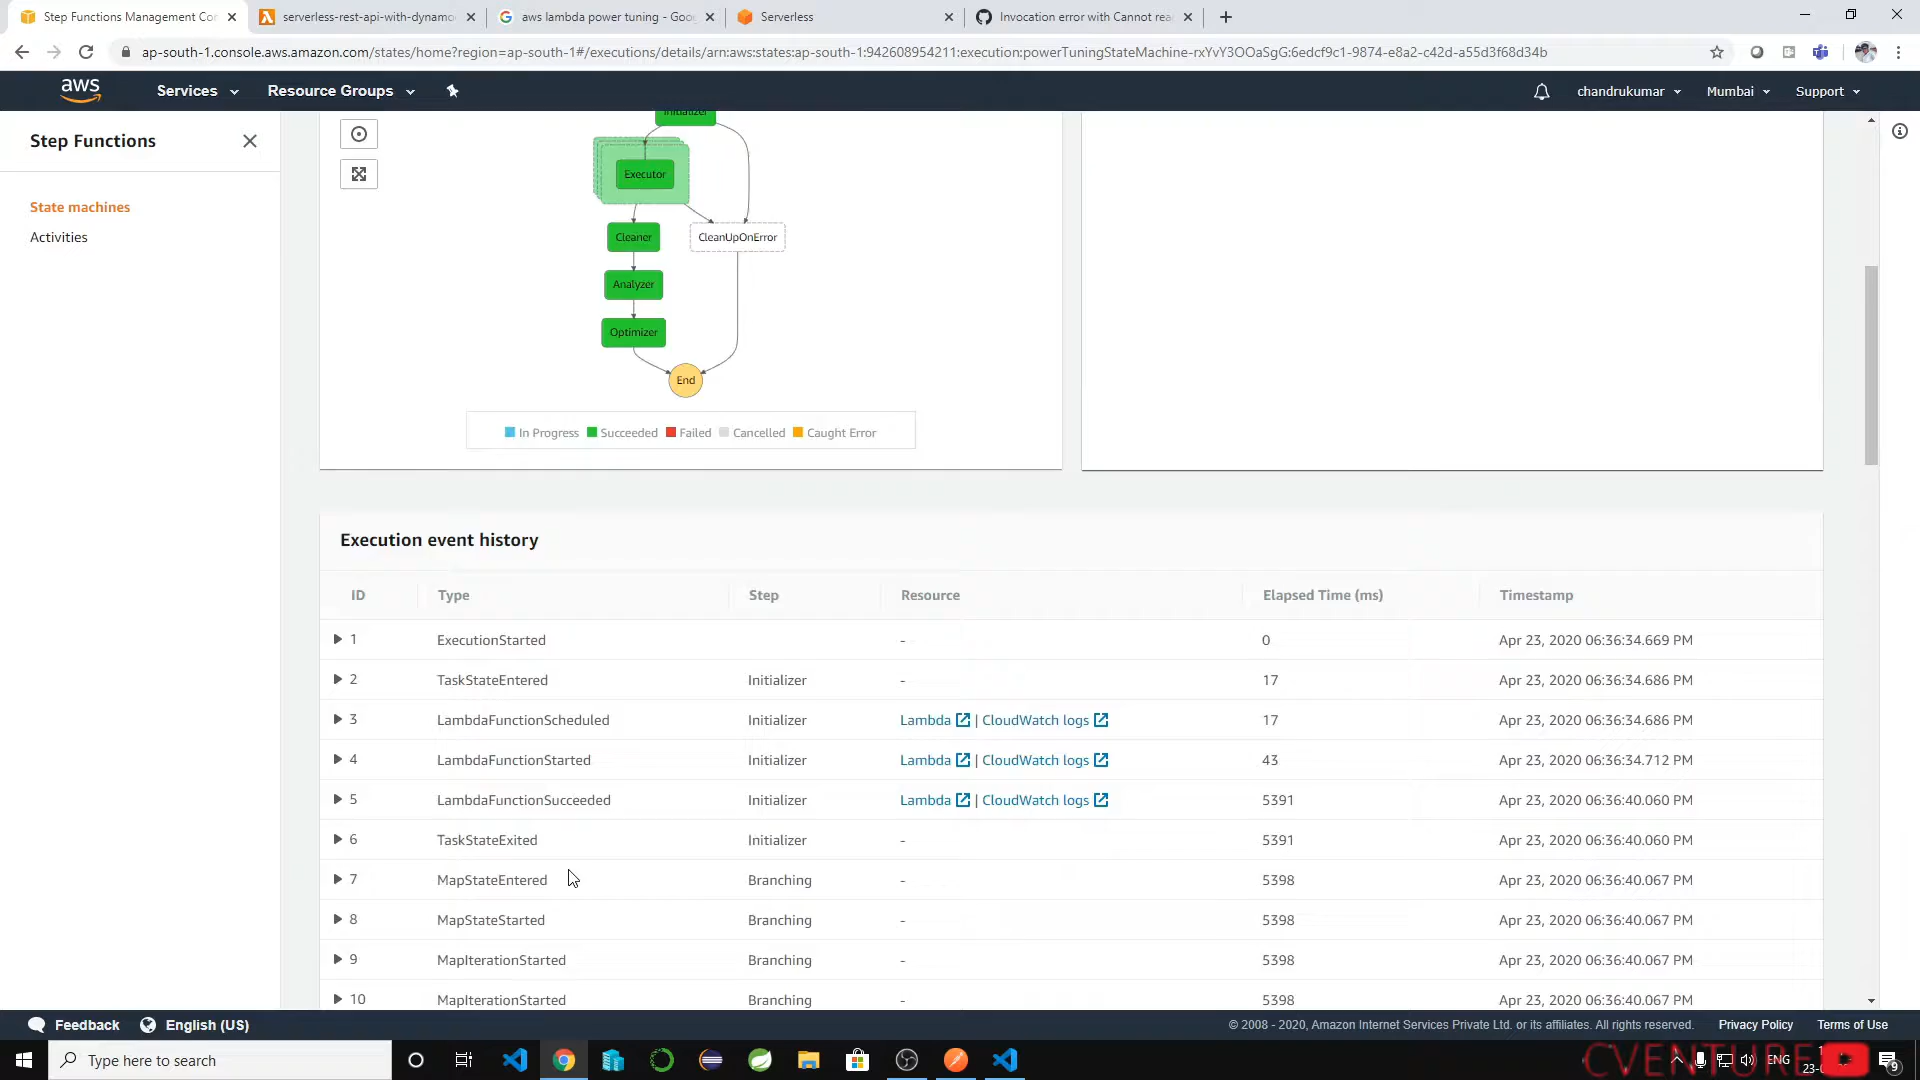 Step Functions Management Con
serverless-rest-api-with-dynamo
aws lambda power tuning - Goo
Serverless
Invocation error with Cannot rea
ap-south-1.console.aws.amazon.com/states/home?region=ap-south-1#/executions/details/arn:aws:states:ap-south-1:942608954211:execution:powerTuningStateMachine-rxYvY3OOaSgG:6edcf9c1-9874-e8a2-c42d-a55d3f68d34b
aws Services Resource Groups chandrukumar Mumbai Support
Step Functions
State machines
Activities
Initializer
Executor
Cleaner CleanUpOnError
Analyzer
Optimizer
End
In Progress Succeeded Failed Cancelled Caught Error
Execution event history
ID Type Step Resource Elapsed Time (ms) Timestamp
1 ExecutionStarted - 0 Apr 23, 2020 06:36:34.669 PM
2 TaskStateEntered Initializer - 17 Apr 23, 2020 06:36:34.686 PM
3 LambdaFunctionScheduled Initializer Lambda | CloudWatch logs 17 Apr 23, 2020 06:36:34.686 PM
4 LambdaFunctionStarted Initializer Lambda | CloudWatch logs 43 Apr 23, 2020 06:36:34.712 PM
5 LambdaFunctionSucceeded Initializer Lambda | CloudWatch logs 5391 Apr 23, 2020 06:36:40.060 PM
6 TaskStateExited Initializer - 5391 Apr 23, 2020 06:36:40.060 PM
7 MapStateEntered Branching - 5398 Apr 23, 2020 06:36:40.067 PM
8 MapStateStarted Branching - 5398 Apr 23, 2020 06:36:40.067 PM
9 MapIterationStarted Branching - 5398 Apr 23, 2020 06:36:40.067 PM
10 MapIterationStarted Branching - 5398 Apr 23, 2020 06:36:40.067 PM
Feedback English (US) © 2008 - 2020, Amazon Internet Services Private Ltd. or its affiliates. All rights reserved. Privacy Policy Terms of Use
Type here to search
CVENTURE
ENG
9